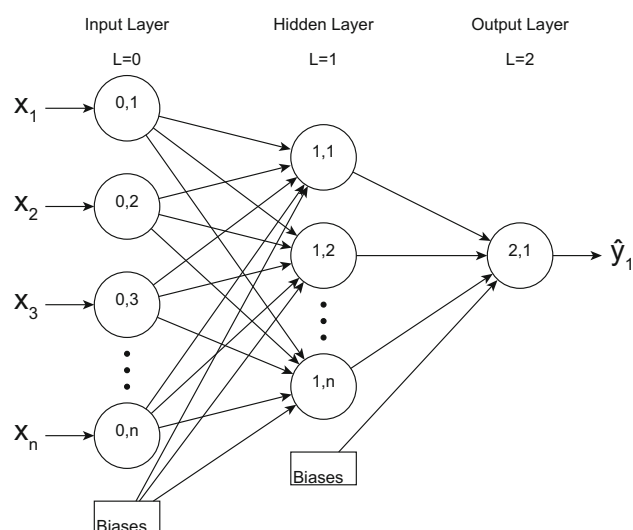 Input Layer Hidden Layer Output Layer
L=0 L=1 L=2
x₁ 0,1
1,1
x₂ 0,2
1,2 2,1 ŷ₁
x₃ 0,3
1,n
xₙ 0,n
Biases
Biases